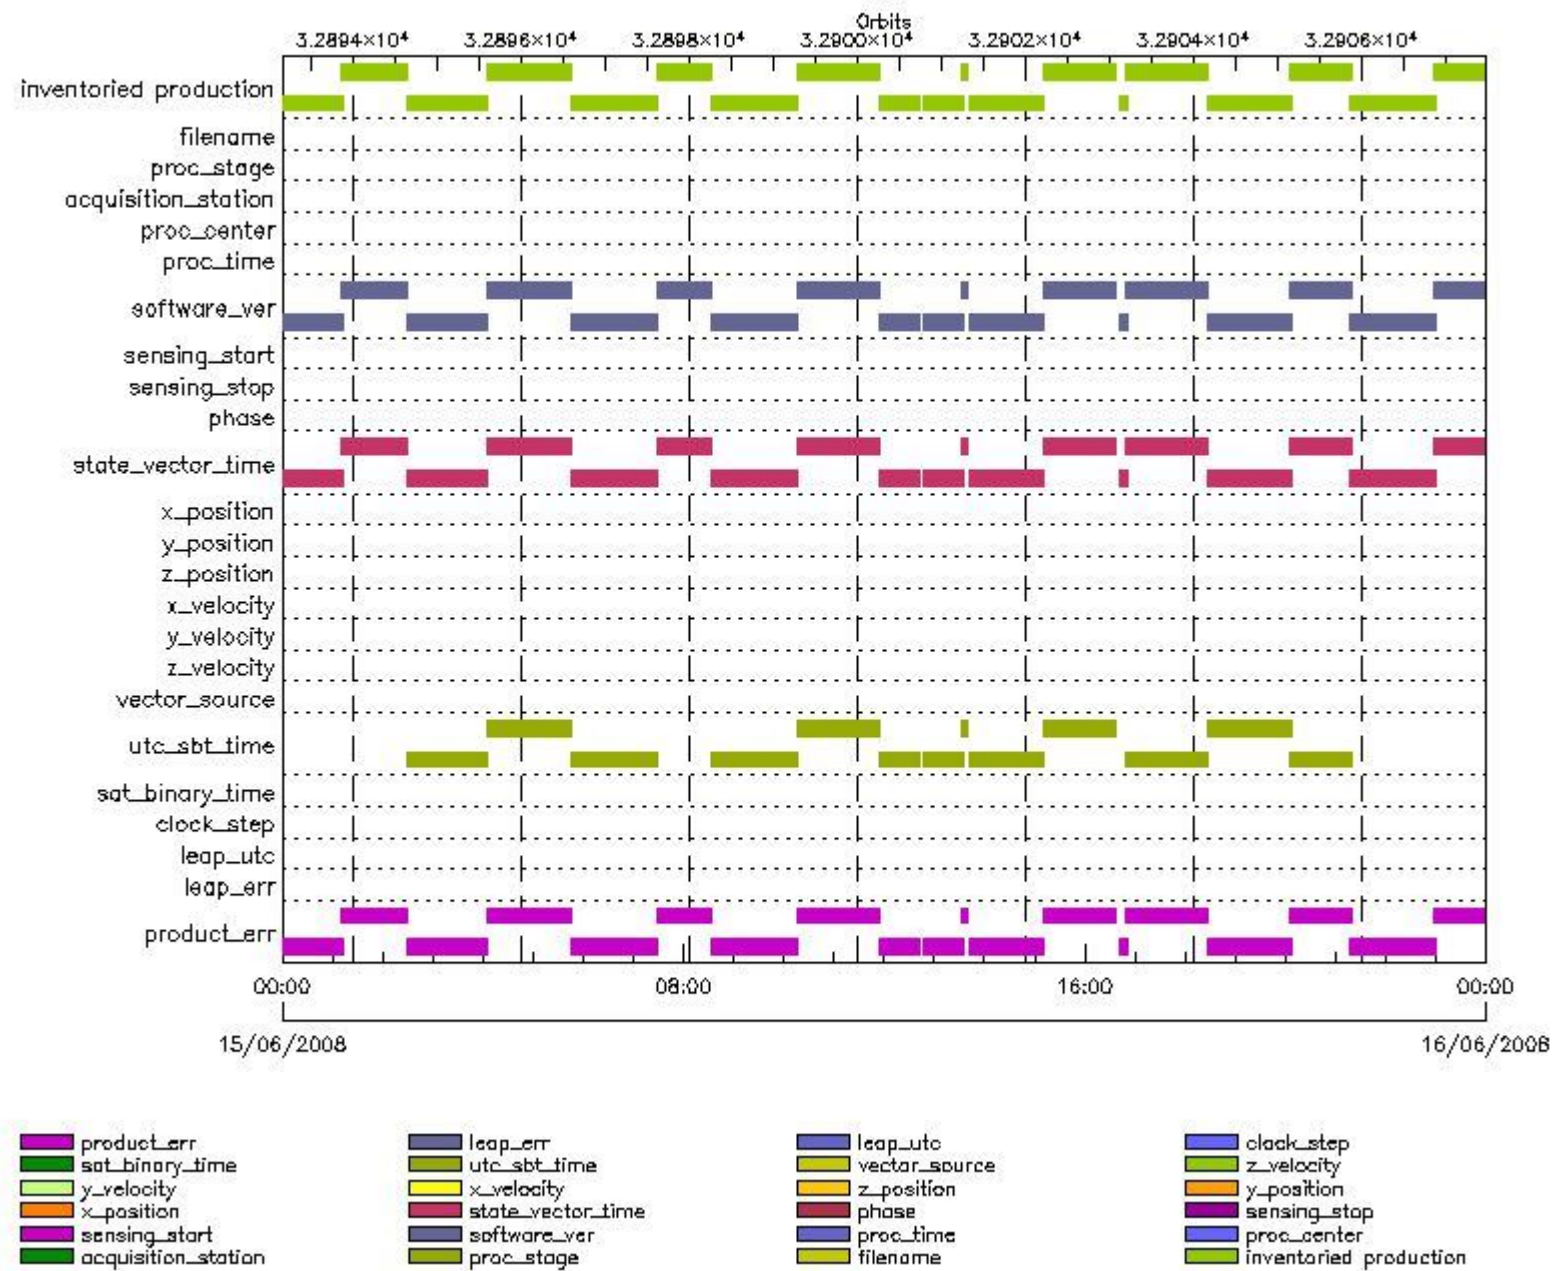 Orbits
3.2894×10⁴ 3.2896×10⁴ 3.2898×10⁴ 3.2900×10⁴ 3.2902×10⁴ 3.2904×10⁴ 3.2906×10⁴
inventoried production
filename
proc_stage
acquisition_station
proc_center
proc_time
software_ver
sensing_start
sensing_stop
phase
state_vector_time
x_position
y_position
z_position
x_velocity
y_velocity
z_velocity
vector_source
utc_sbt_time
sat_binary_time
clock_step
leap_utc
leap_err
product_err
00:00 08:00 16:00 00:00
15/06/2008 16/06/2008
product_err leap_err leap_utc clock_step
sat_binary_time utc_sbt_time vector_source z_velocity
y_velocity x_velocity z_position y_position
x_position state_vector_time phase sensing_stop
sensing_start software_ver proc_time proc_center
acquisition_station proc_stage filename inventoried production